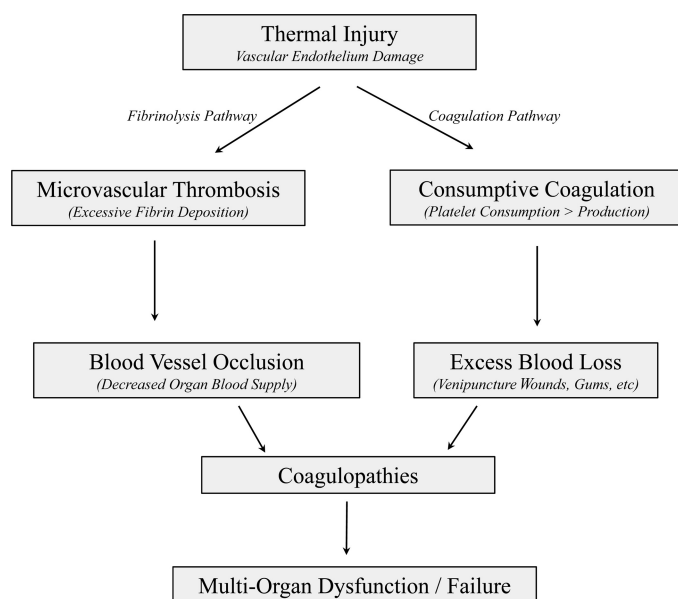 Thermal Injury
Vascular Endothelium Damage
Fibrinolysis Pathway
Coagulation Pathway
Microvascular Thrombosis
(Excessive Fibrin Deposition)
Consumptive Coagulation
(Platelet Consumption > Production)
Blood Vessel Occlusion
(Decreased Organ Blood Supply)
Excess Blood Loss
(Venipuncture Wounds, Gums, etc)
Coagulopathies
Multi-Organ Dysfunction / Failure